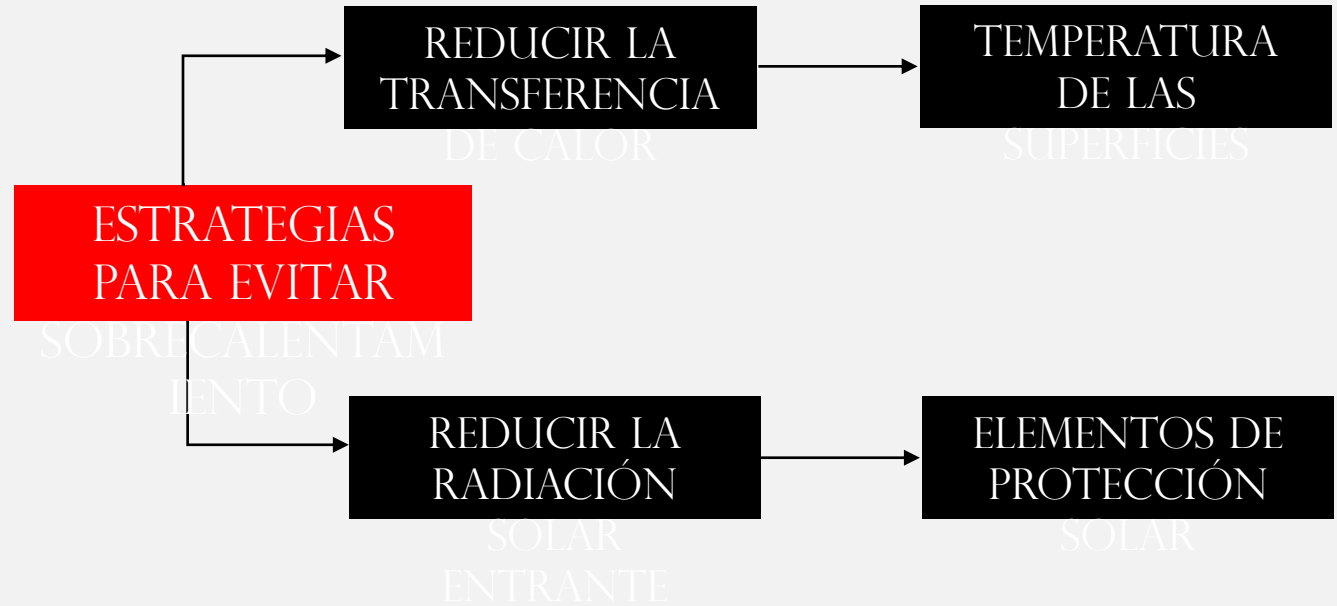 REDUCIR LA
TRANSFERENCIA
DE CALOR
TEMPERATURA
DE LAS
SUPERFICIES
ESTRATEGIAS
PARA EVITAR
SOBRECALENTAM
IENTO
REDUCIR LA
RADIACIÓN
SOLAR
ENTRANTE
ELEMENTOS DE
PROTECCIÓN
SOLAR